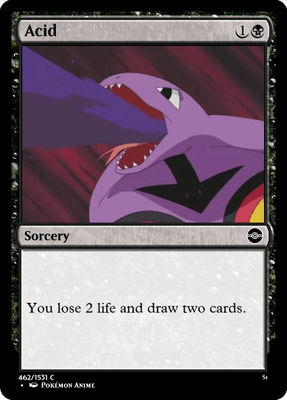 Acid 1
Sorcery
You lose 2 life and draw two cards.
462/1531 C
POKÉMON ANIME